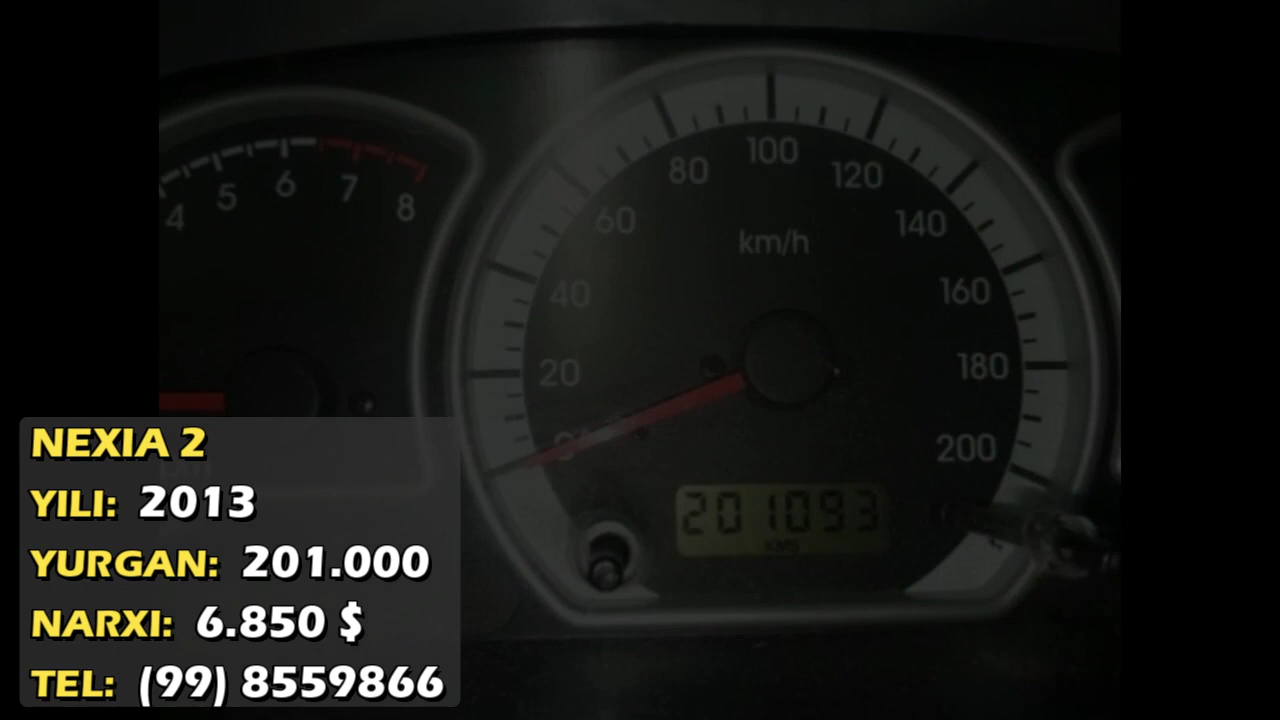 4 5 6 7 8
20 40 60 80 100 120 140 160 180 200
km/h
201093
KMS
NEXIA 2
YILI: 2013
YURGAN: 201.000
NARXI: 6.850 $
TEL: (99) 8559866